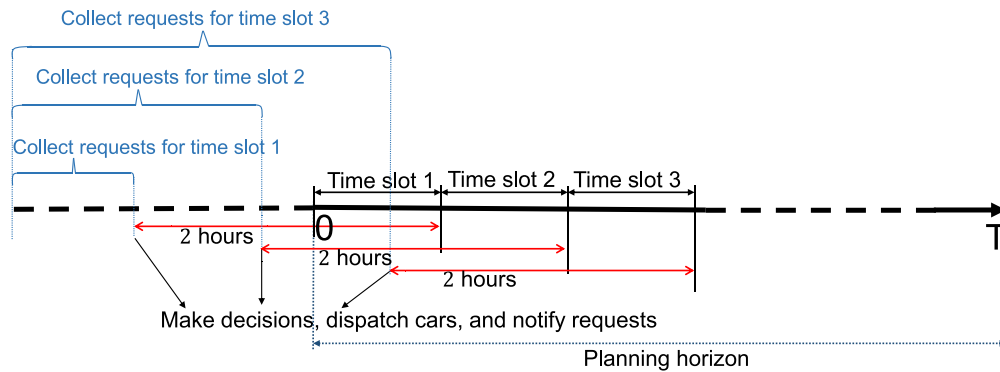 Collect requests for time slot 3
Collect requests for time slot 2
Collect requests for time slot 1
Time slot 1
Time slot 2
Time slot 3
0
T
2 hours
2 hours
2 hours
Make decisions, dispatch cars, and notify requests
Planning horizon